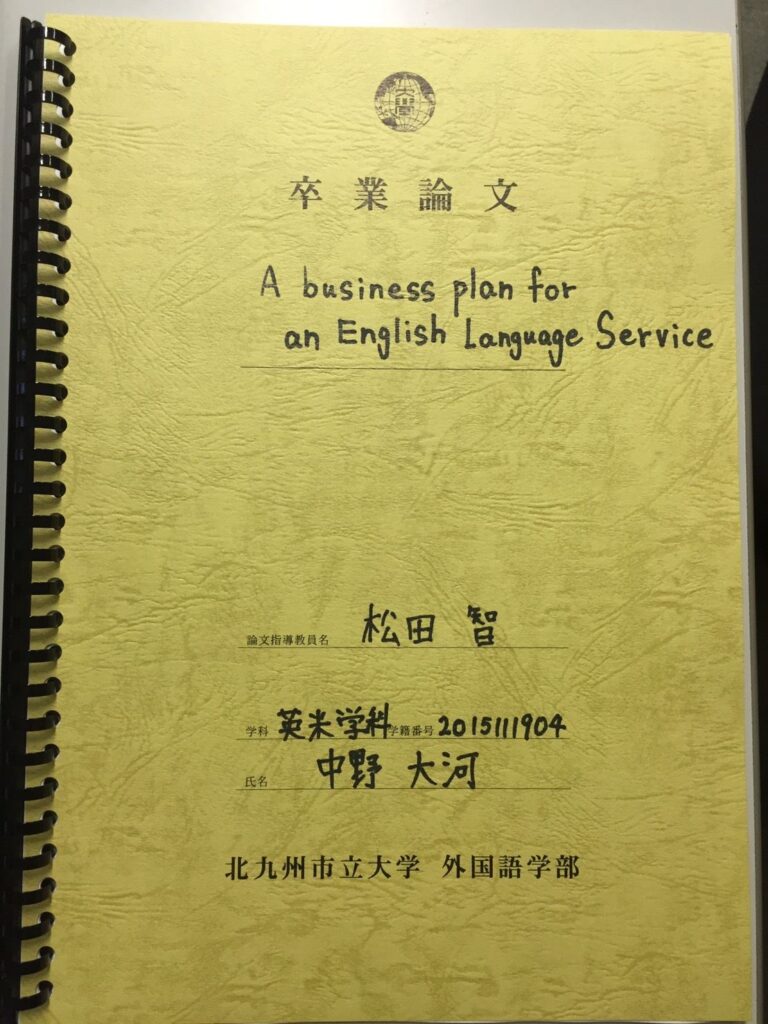 卒業論文
A business plan for
an English Language Service
論文指導教員名 松田 智
学科 英米学科 学籍番号 2015111904
氏名 中野 大河
北九州市立大学 外国語学部